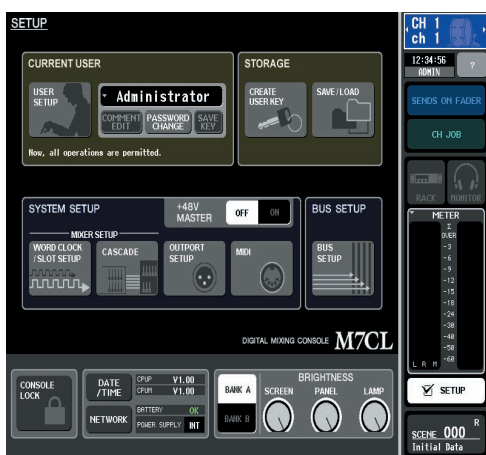 SETUP
CURRENT USER
USER
SETUP
Administrator
COMMENT
EDIT
PASSWORD
CHANGE
SAVE
KEY
Now, all operations are permitted.
STORAGE
CREATE
USER KEY
SAVE/LOAD
SYSTEM SETUP
+48V
MASTER
OFF
ON
MIXER SETUP
WORD CLOCK
/SLOT SETUP
CASCADE
OUTPORT
SETUP
MIDI
BUS SETUP
BUS
SETUP
DIGITAL MIXING CONSOLE M7CL
CONSOLE
LOCK
DATE
/TIME
CPUP V1.00
CPUM V1.00
NETWORK
BATTERY OK
POWER SUPPLY INT
BANK A
BANK B
BRIGHTNESS
SCREEN
PANEL
LAMP
CH 1
ch 1
12:34:56
ADMIN
?
SENDS ON FADER
CH JOB
RACK
MONITOR
METER
Σ
OVER
-3
-6
-9
-12
-15
-18
-24
-30
-40
-50
-60
L R M
SETUP
R
SCENE 000
Initial Data